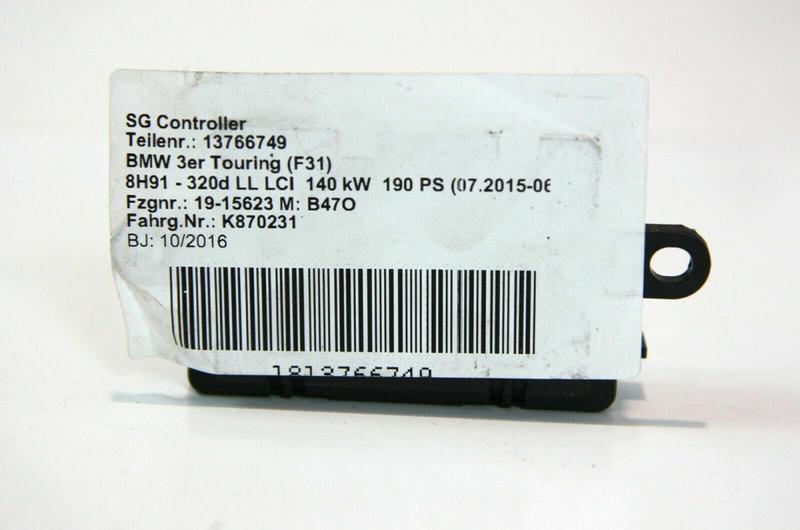 SG Controller
Teilenr.: 13766749
BMW 3er Touring (F31)
8H91 - 320d LL LCI 140 kW 190 PS (07.2015-06
Fzgnr.: 19-15623 M: B47O
Fahrg.Nr.: K870231
BJ: 10/2016
1813766749